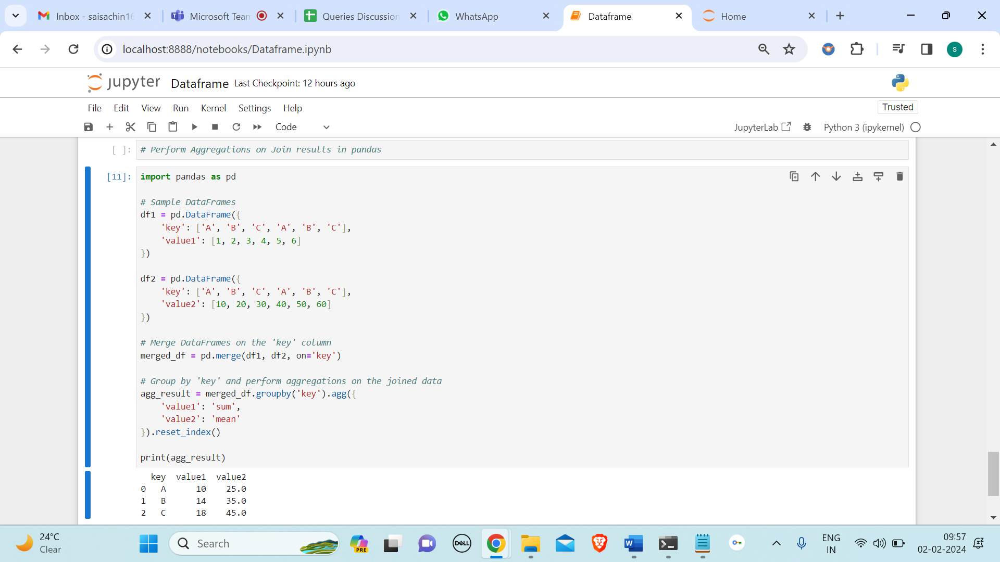 Inbox - saisachin16
Microsoft Team
Queries Discussion
WhatsApp
Dataframe
Home
localhost:8888/notebooks/Dataframe.ipynb
s
jupyter Dataframe Last Checkpoint: 12 hours ago
File Edit View Run Kernel Settings Help
Trusted
Code
JupyterLab
Python 3 (ipykernel)
[ ]: # Perform Aggregations on Join results in pandas
[11]: import pandas as pd
# Sample DataFrames
df1 = pd.DataFrame({
    'key': ['A', 'B', 'C', 'A', 'B', 'C'],
    'value1': [1, 2, 3, 4, 5, 6]
})
df2 = pd.DataFrame({
    'key': ['A', 'B', 'C', 'A', 'B', 'C'],
    'value2': [10, 20, 30, 40, 50, 60]
})
# Merge DataFrames on the 'key' column
merged_df = pd.merge(df1, df2, on='key')
# Group by 'key' and perform aggregations on the joined data
agg_result = merged_df.groupby('key').agg({
    'value1': 'sum',
    'value2': 'mean'
}).reset_index()
print(agg_result)
  key  value1  value2
0   A      10    25.0
1   B      14    35.0
2   C      18    45.0
24°C
Clear
Search
PRE
DELL
W
ENG
IN
09:57
02-02-2024